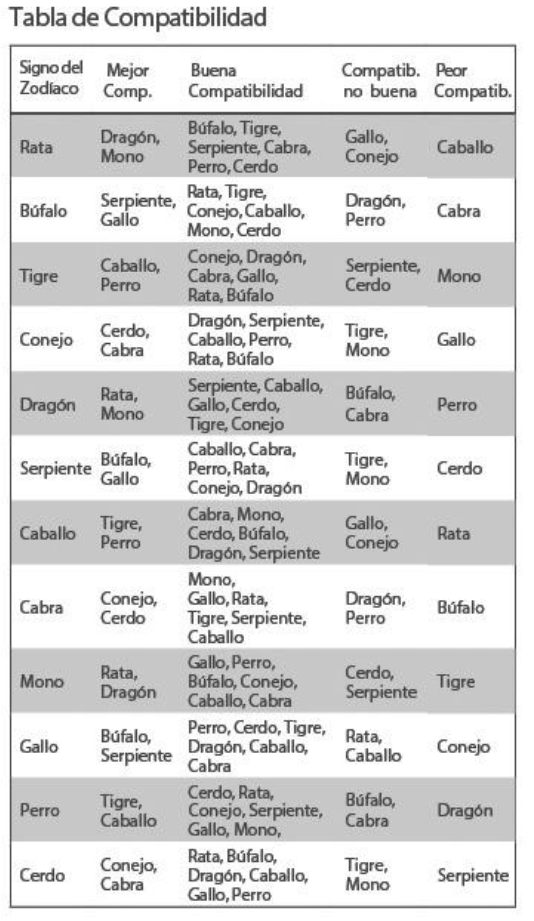 Tabla de Compatibilidad
Signo del Zodíaco | Mejor Comp. | Buena Compatibilidad | Compatib. no buena | Peor Compatib.
Rata | Dragón, Mono | Búfalo, Tigre, Serpiente, Cabra, Perro, Cerdo | Gallo, Conejo | Caballo
Búfalo | Serpiente, Gallo | Rata, Tigre, Conejo, Caballo, Mono, Cerdo | Dragón, Perro | Cabra
Tigre | Caballo, Perro | Conejo, Dragón, Cabra, Gallo, Rata, Búfalo | Serpiente, Cerdo | Mono
Conejo | Cerdo, Cabra | Dragón, Serpiente, Caballo, Perro, Rata, Búfalo | Tigre, Mono | Gallo
Dragón | Rata, Mono | Serpiente, Caballo, Gallo, Cerdo, Tigre, Conejo | Búfalo, Cabra | Perro
Serpiente | Búfalo, Gallo | Caballo, Cabra, Perro, Rata, Conejo, Dragón | Tigre, Mono | Cerdo
Caballo | Tigre, Perro | Cabra, Mono, Cerdo, Búfalo, Dragón, Serpiente | Gallo, Conejo | Rata
Cabra | Conejo, Cerdo | Mono, Gallo, Rata, Tigre, Serpiente, Caballo | Dragón, Perro | Búfalo
Mono | Rata, Dragón | Gallo, Perro, Búfalo, Conejo, Caballo, Cabra | Cerdo, Serpiente | Tigre
Gallo | Búfalo, Serpiente | Perro, Cerdo, Tigre, Dragón, Caballo, Cabra | Rata, Caballo | Conejo
Perro | Tigre, Caballo | Cerdo, Rata, Conejo, Serpiente, Gallo, Mono, | Búfalo, Cabra | Dragón
Cerdo | Conejo, Cabra | Rata, Búfalo, Dragón, Caballo, Gallo, Perro | Tigre, Mono | Serpiente